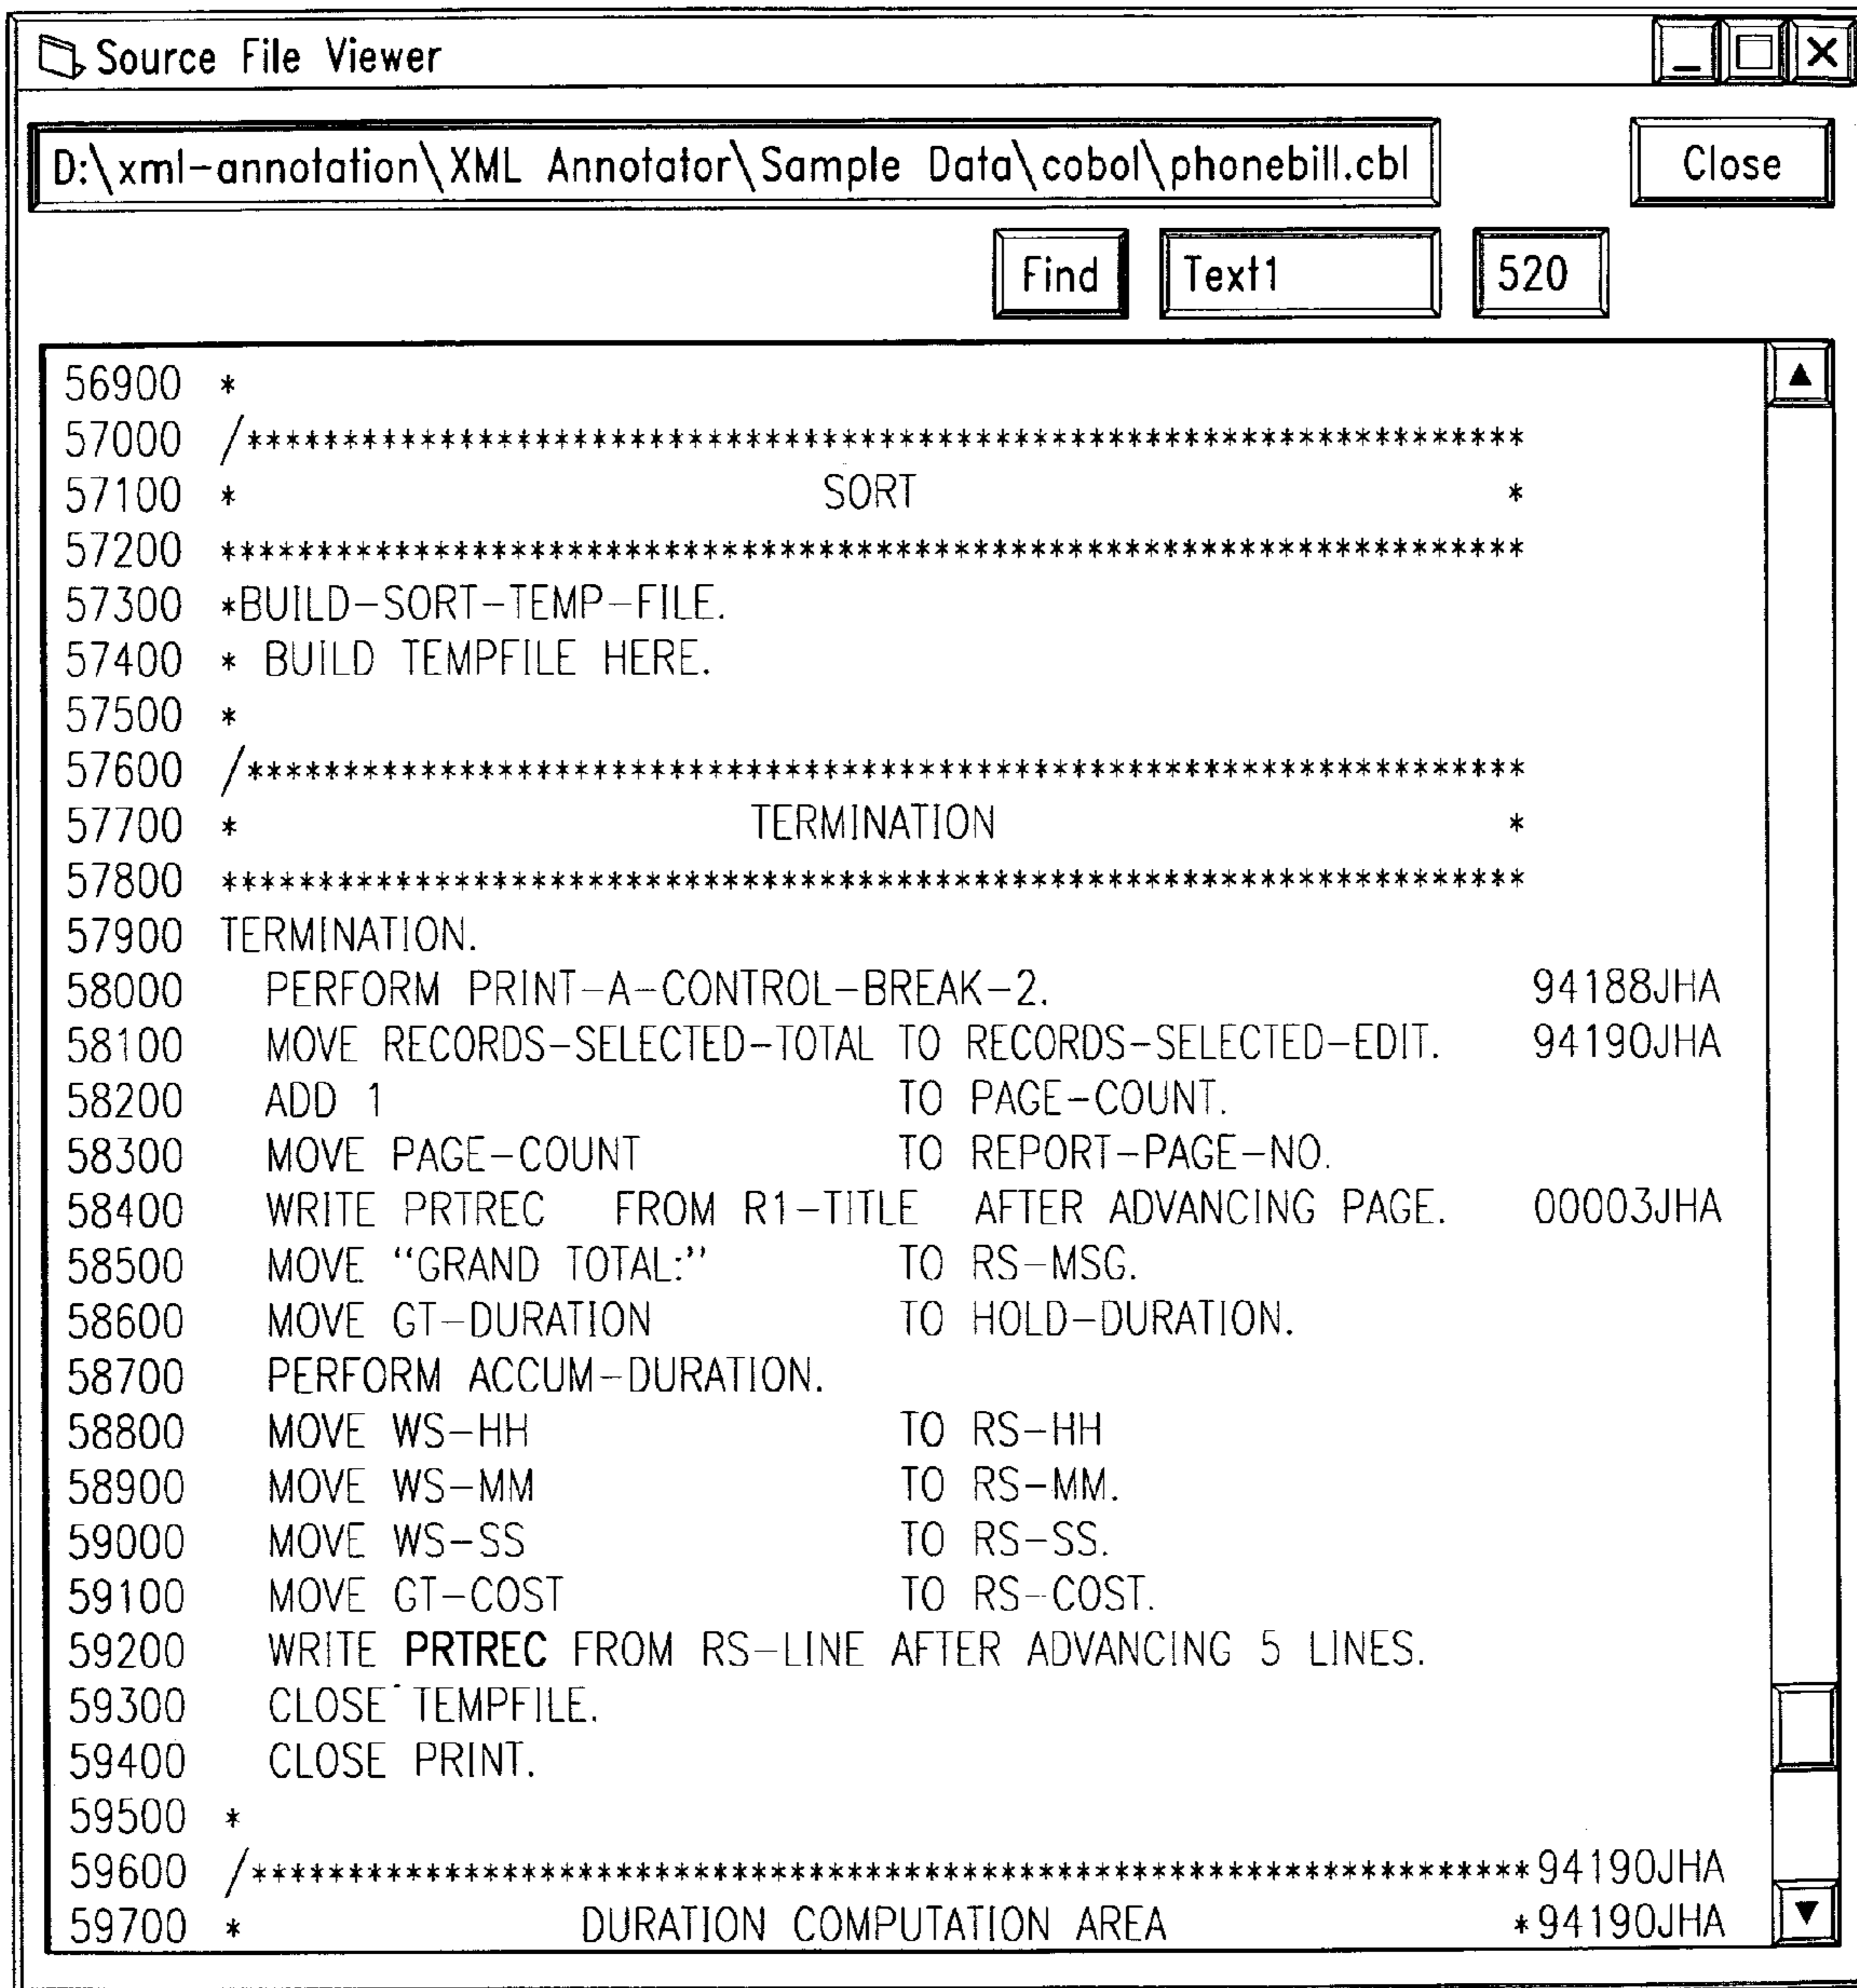 Source File Viewer
D:\xml-annotation\XML Annotator\Sample Data\cobol\phonebill.cbl Close
Find Text1 520
56900 *
57000 /******************************************************************
57100 * SORT *
57200 ********************************************************************
57300 *BUILD-SORT-TEMP-FILE.
57400 * BUILD TEMPFILE HERE.
57500 *
57600 /******************************************************************
57700 * TERMINATION *
57800 ********************************************************************
57900 TERMINATION.
58000 PERFORM PRINT-A-CONTROL-BREAK-2. 94188JHA
58100 MOVE RECORDS-SELECTED-TOTAL TO RECORDS-SELECTED-EDIT. 94190JHA
58200 ADD 1 TO PAGE-COUNT.
58300 MOVE PAGE-COUNT TO REPORT-PAGE-NO.
58400 WRITE PRTREC FROM R1-TITLE AFTER ADVANCING PAGE. 00003JHA
58500 MOVE “GRAND TOTAL:” TO RS-MSG.
58600 MOVE GT-DURATION TO HOLD-DURATION.
58700 PERFORM ACCUM-DURATION.
58800 MOVE WS-HH TO RS-HH
58900 MOVE WS-MM TO RS-MM.
59000 MOVE WS-SS TO RS-SS.
59100 MOVE GT-COST TO RS-COST.
59200 WRITE PRTREC FROM RS-LINE AFTER ADVANCING 5 LINES.
59300 CLOSE TEMPFILE.
59400 CLOSE PRINT.
59500 *
59600 /******************************************************************94190JHA
59700 * DURATION COMPUTATION AREA *94190JHA